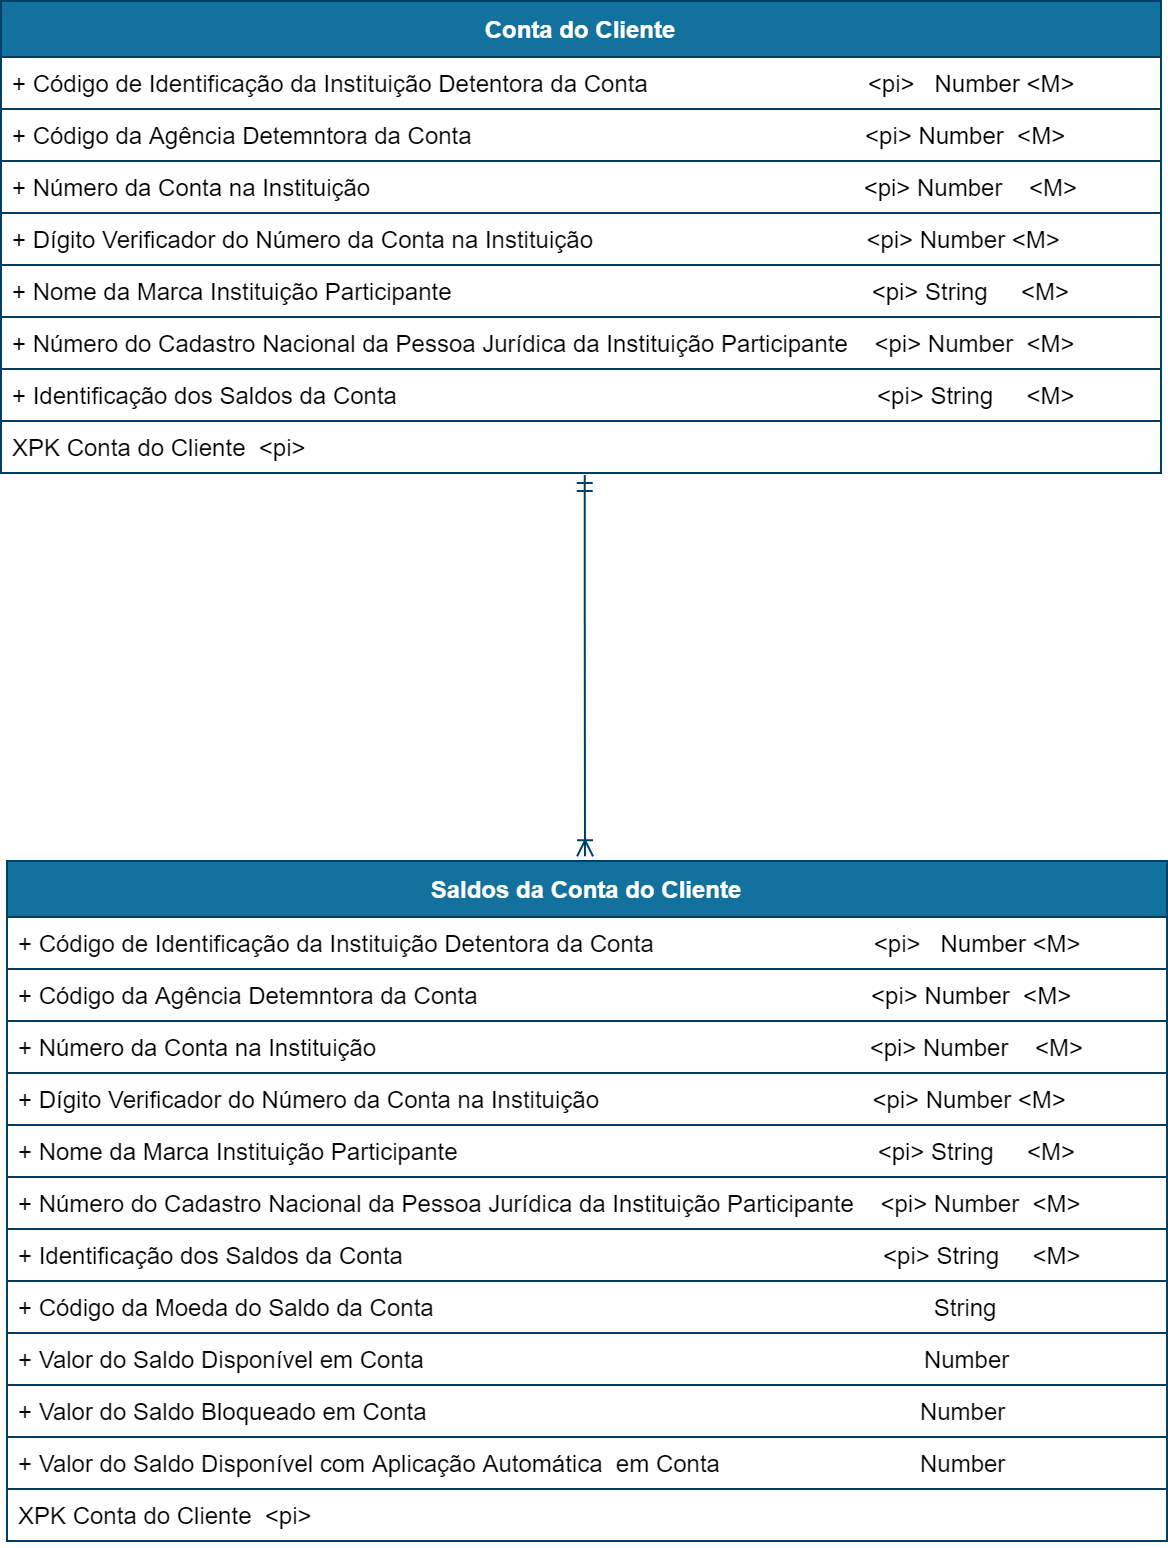 Conta do Cliente
+ Código de Identificação da Instituição Detentora da Conta <pi> Number <M>
+ Código da Agência Detemntora da Conta <pi> Number <M>
+ Número da Conta na Instituição <pi> Number <M>
+ Dígito Verificador do Número da Conta na Instituição <pi> Number <M>
+ Nome da Marca Instituição Participante <pi> String <M>
+ Número do Cadastro Nacional da Pessoa Jurídica da Instituição Participante <pi> Number <M>
+ Identificação dos Saldos da Conta <pi> String <M>
XPK Conta do Cliente <pi>
Saldos da Conta do Cliente
+ Código de Identificação da Instituição Detentora da Conta <pi> Number <M>
+ Código da Agência Detemntora da Conta <pi> Number <M>
+ Número da Conta na Instituição <pi> Number <M>
+ Dígito Verificador do Número da Conta na Instituição <pi> Number <M>
+ Nome da Marca Instituição Participante <pi> String <M>
+ Número do Cadastro Nacional da Pessoa Jurídica da Instituição Participante <pi> Number <M>
+ Identificação dos Saldos da Conta <pi> String <M>
+ Código da Moeda do Saldo da Conta String
+ Valor do Saldo Disponível em Conta Number
+ Valor do Saldo Bloqueado em Conta Number
+ Valor do Saldo Disponível com Aplicação Automática em Conta Number
XPK Conta do Cliente <pi>